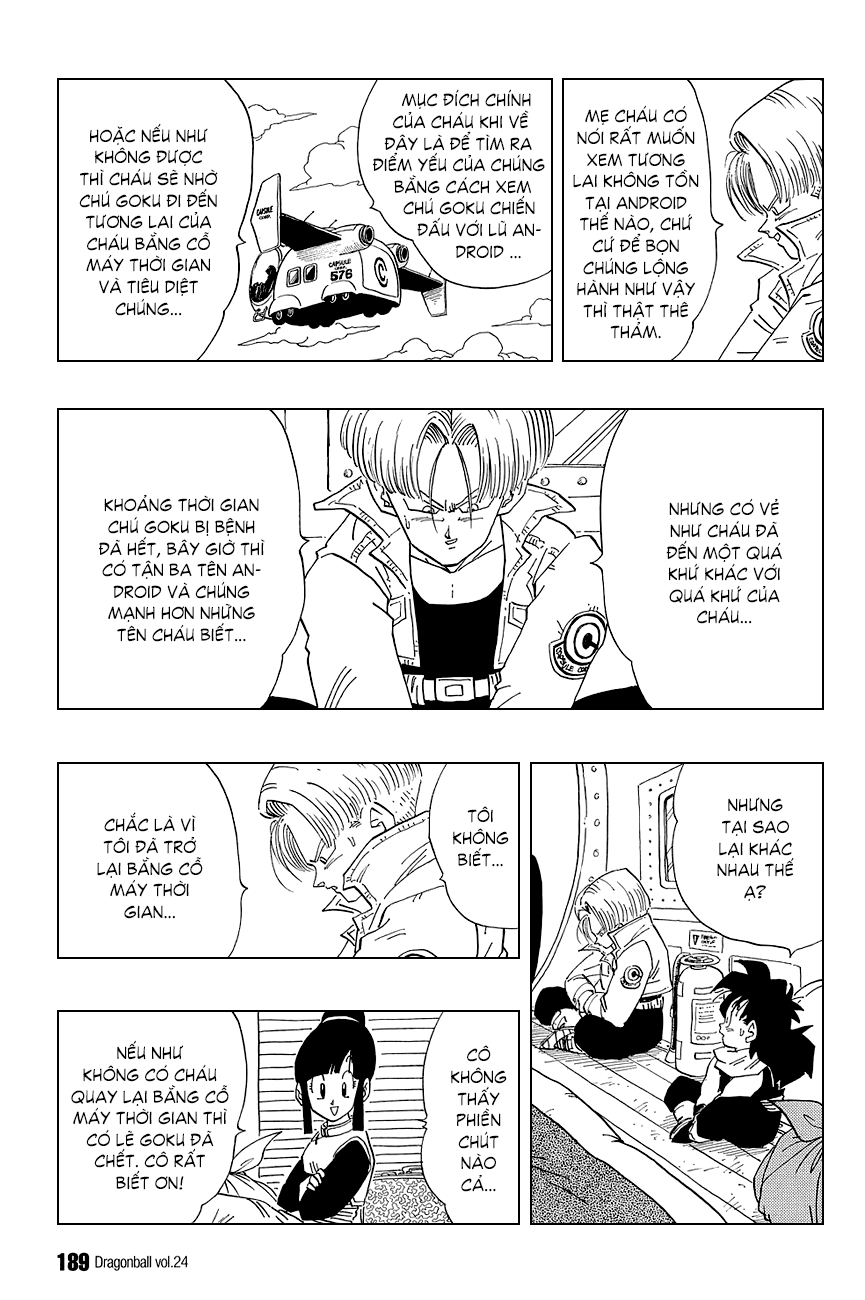 MẸ CHÁU CÓ
NÓI RẤT MUỐN
XEM TƯƠNG
LAI KHÔNG TỒN
TẠI ANDROID
THẾ NÀO, CHỨ
CỨ ĐỂ BỌN
CHÚNG LỘNG
HÀNH NHƯ VẬY
THÌ THẬT THÊ
THẢM.
MỤC ĐÍCH CHÍNH
CỦA CHÁU KHI VỀ
ĐÂY LÀ ĐỂ TÌM RA
ĐIỂM YẾU CỦA CHÚNG
BẰNG CÁCH XEM
CHÚ GOKU CHIẾN
ĐẤU VỚI LŨ AN-
DROID ...
HOẶC NẾU NHƯ
KHÔNG ĐƯỢC
THÌ CHÁU SẼ NHỜ
CHÚ GOKU ĐI ĐẾN
TƯƠNG LAI CỦA
CHÁU BẰNG CỖ
MÁY THỜI GIAN
VÀ TIÊU DIỆT
CHÚNG...
CAPSULE
CORP.
CAPSULE
576
C
NHƯNG CÓ VẺ
NHƯ CHÁU ĐÃ
ĐẾN MỘT QUÁ
KHỨ KHÁC VỚI
QUÁ KHỨ CỦA
CHÁU...
KHOẢNG THỜI GIAN
CHÚ GOKU BỊ BỆNH
ĐÃ HẾT, BÂY GIỜ THÌ
CÓ TẬN BA TÊN AN-
DROID VÀ CHÚNG
MẠNH HƠN NHỮNG
TÊN CHÁU BIẾT...
CAPSULE CORP
NHƯNG
TẠI SAO
LẠI KHÁC
NHAU THẾ
Ạ?
TÔI
KHÔNG
BIẾT...
CHẮC LÀ VÌ
TÔI ĐÃ TRỞ
LẠI BẰNG CỖ
MÁY THỜI
GIAN...
CÔ
KHÔNG
THẤY
PHIỀN
CHÚT
NÀO
CẢ...
NẾU NHƯ
KHÔNG CÓ CHÁU
QUAY LẠI BẰNG CỖ
MÁY THỜI GIAN THÌ
CÓ LẼ GOKU ĐÃ
CHẾT. CÔ RẤT
BIẾT ƠN!
189 Dragonball vol.24